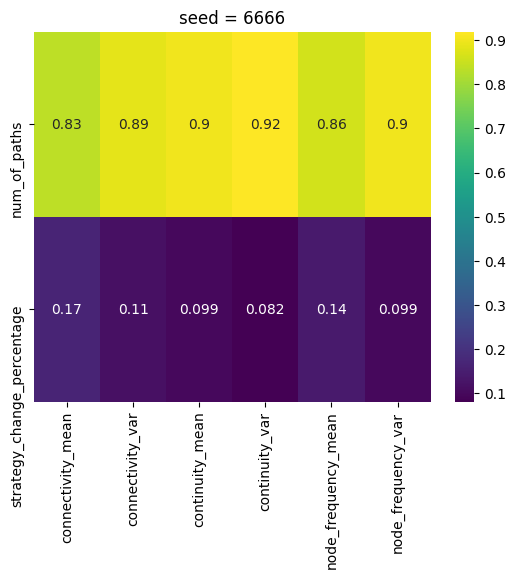 seed = 6666
num_of_paths
0.83 0.89 0.9 0.92 0.86 0.9
strategy_change_percentage
0.17 0.11 0.099 0.082 0.14 0.099
connectivity_mean
connectivity_var
continuity_mean
continuity_var
node_frequency_mean
node_frequency_var
0.9
0.8
0.7
0.6
0.5
0.4
0.3
0.2
0.1